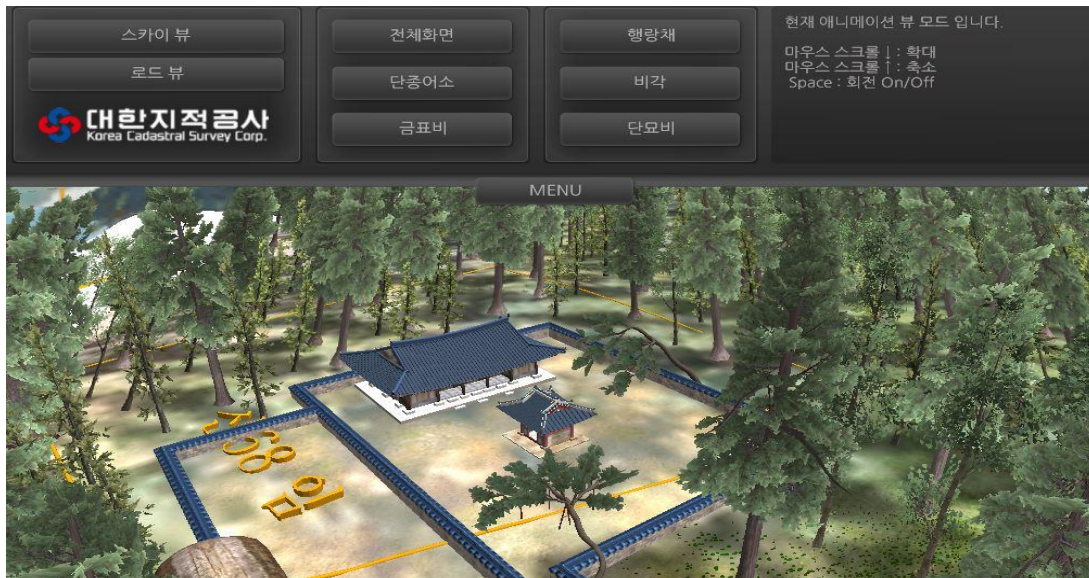 스카이 뷰
로드 뷰
대한지적공사
Korea Cadastral Survey Corp.
전체화면
단종어소
금표비
행랑채
비각
단묘비
현재 애니메이션 뷰 모드 입니다.
마우스 스크롤 ↓ : 확대
마우스 스크롤 ↑ : 축소
Space : 회전 On/Off
MENU